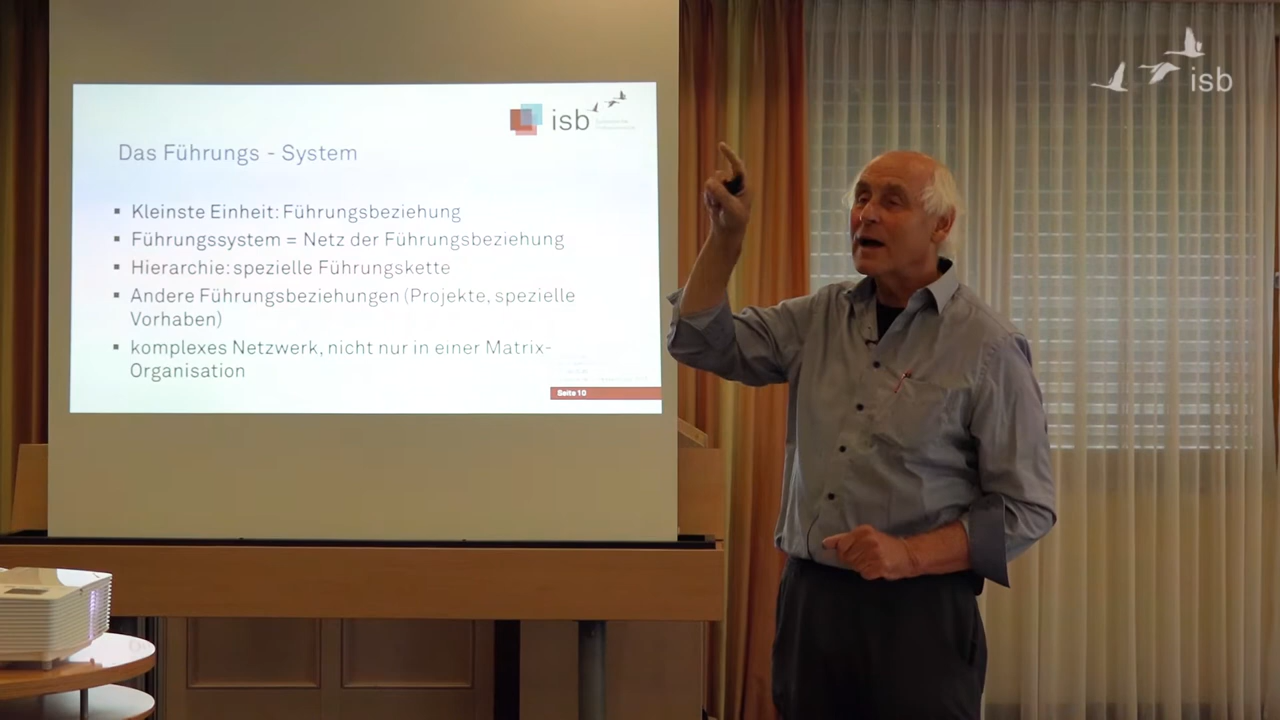 isb
Das Führungs - System
▪ Kleinste Einheit: Führungsbeziehung
▪ Führungssystem = Netz der Führungsbeziehung
▪ Hierarchie: spezielle Führungskette
▪ Andere Führungsbeziehungen (Projekte, spezielle
Vorhaben)
▪ komplexes Netzwerk, nicht nur in einer Matrix-
Organisation
Seite 10
isb